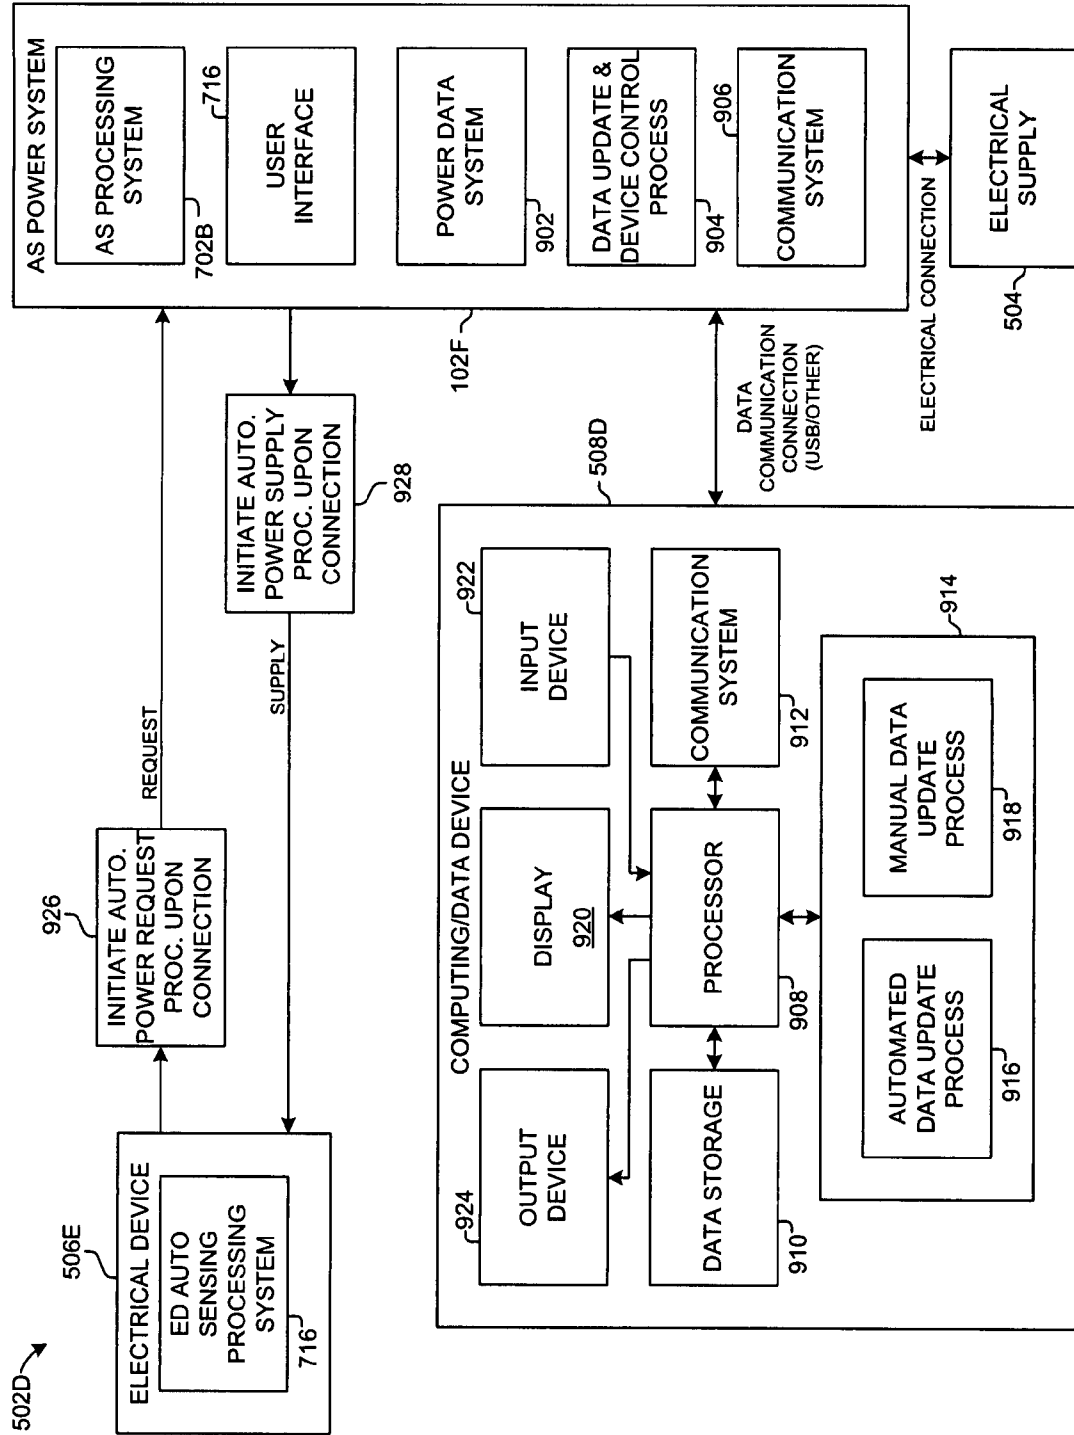 502D
506E
ELECTRICAL DEVICE
ED AUTO
SENSING
PROCESSING
SYSTEM
716
926
INITIATE AUTO.
POWER REQUEST
PROC. UPON
CONNECTION
REQUEST
SUPPLY
INITIATE AUTO.
POWER SUPPLY
PROC. UPON
CONNECTION
928
AS POWER SYSTEM
AS PROCESSING
SYSTEM
702B
716
USER
INTERFACE
POWER DATA
SYSTEM
902
DATA UPDATE &
DEVICE CONTROL
PROCESS
904
906
COMMUNICATION
SYSTEM
102F
ELECTRICAL CONNECTION
ELECTRICAL
SUPPLY
504
DATA
COMMUNICATION
CONNECTION
(USB/OTHER)
508D
COMPUTING/DATA DEVICE
924
OUTPUT
DEVICE
DISPLAY
920
922
INPUT
DEVICE
DATA STORAGE
910
PROCESSOR
908
COMMUNICATION
SYSTEM
912
914
AUTOMATED
DATA UPDATE
PROCESS
916
MANUAL DATA
UPDATE
PROCESS
918